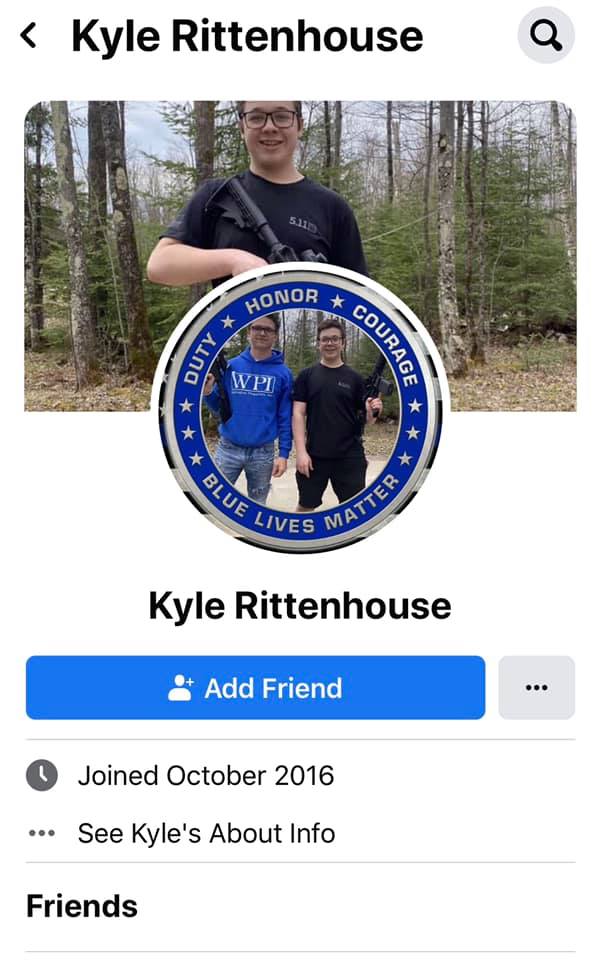 Kyle Rittenhouse
5.11
DUTY ★ HONOR ★ COURAGE
WPI
BLUE LIVES MATTER
Kyle Rittenhouse
Add Friend
Joined October 2016
See Kyle's About Info
Friends